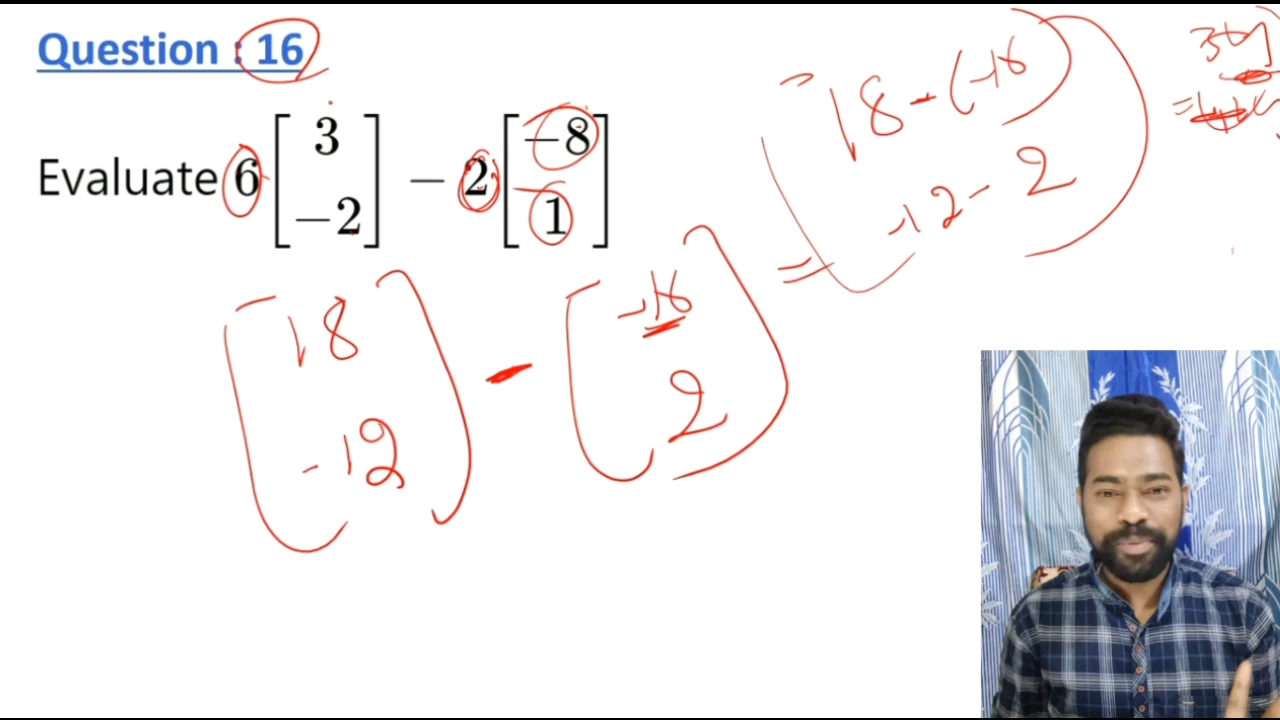 Question : 16
Evaluate 6 [ 3 −2 ] − 2 [ −8 1 ]
[ 18 -12 ] - [ -16 2 ]
= [ 18 - (-16) -12 - 2 ]